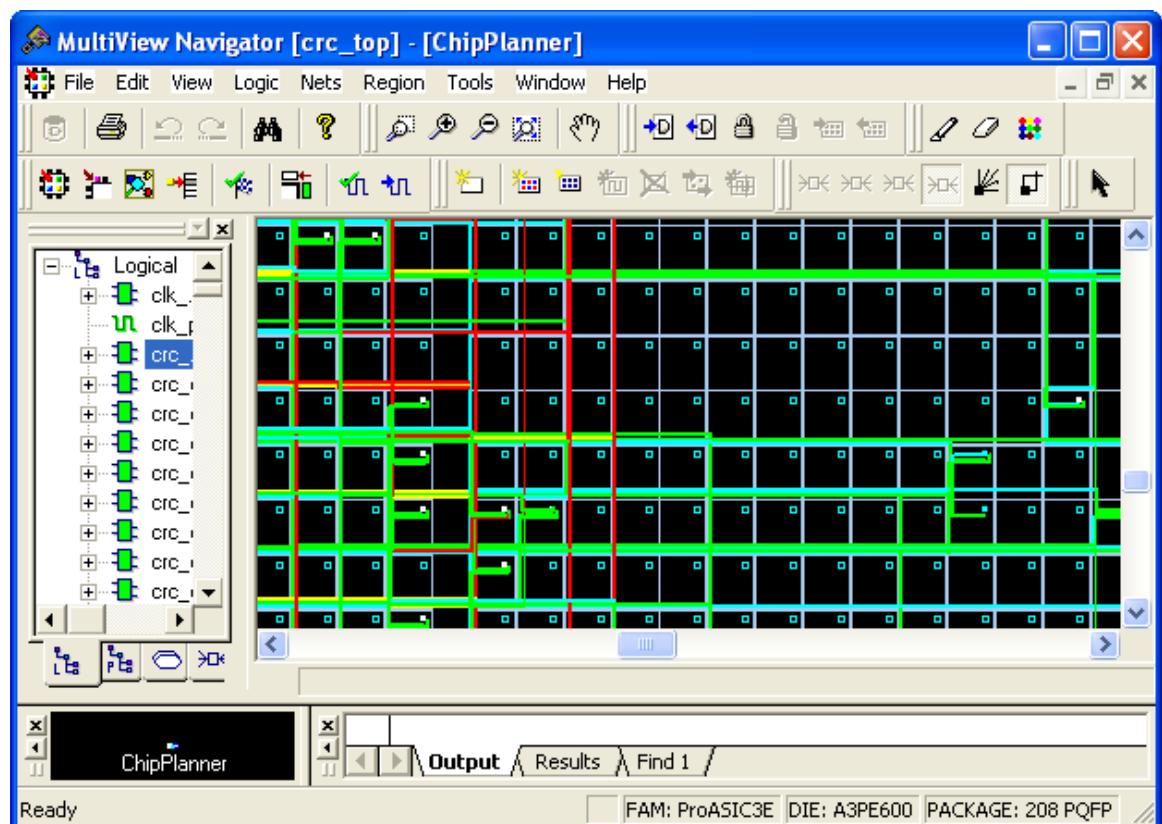 MultiView Navigator [crc_top] - [ChipPlanner]
File Edit View Logic Nets Region Tools Window Help
Logical
clk_
clk_
crc_
crc_
crc_
crc_
crc_
crc_
crc_
crc_
crc_
ChipPlanner
Output Results Find 1
Ready FAM: ProASIC3E DIE: A3PE600 PACKAGE: 208 PQFP